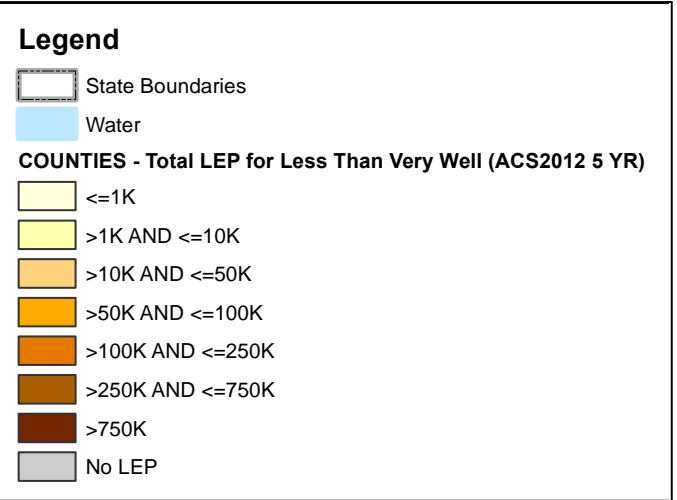 Legend
State Boundaries
Water
COUNTIES - Total LEP for Less Than Very Well (ACS2012 5 YR)
<=1K
>1K AND <=10K
>10K AND <=50K
>50K AND <=100K
>100K AND <=250K
>250K AND <=750K
>750K
No LEP